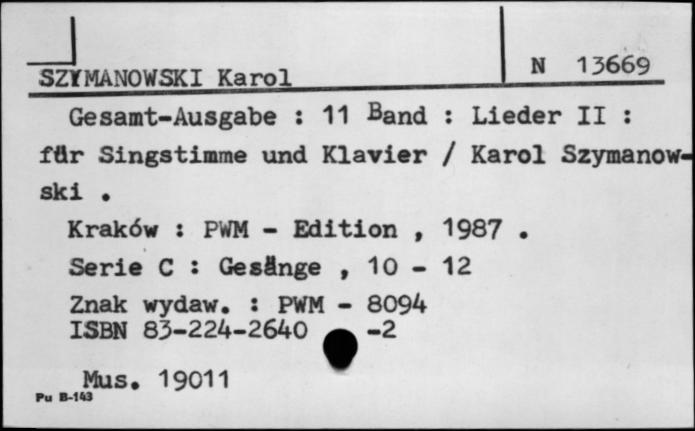 N 13669
SZYMANOWSKI Karol
Gesamt-Ausgabe : 11 Band : Lieder II :
für Singstimme und Klavier / Karol Szymanow-
ski .
Kraków : PWM - Edition , 1987 .
Serie C : Gesänge , 10 - 12
Znak wydaw. : PWM - 8094
ISBN 83-224-2640 -2
Mus. 19011
Pu B-143